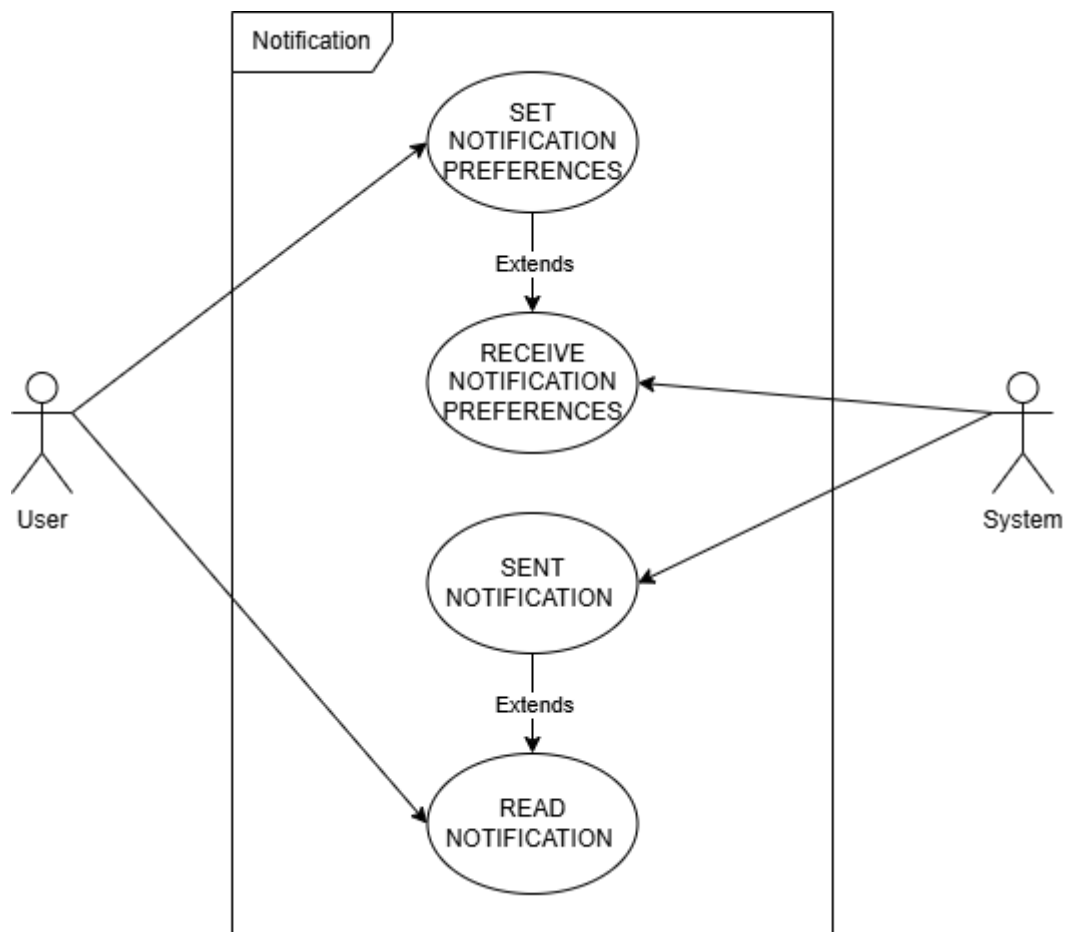 Notification
SET
NOTIFICATION
PREFERENCES
Extends
RECEIVE
NOTIFICATION
PREFERENCES
User
System
SENT
NOTIFICATION
Extends
READ
NOTIFICATION